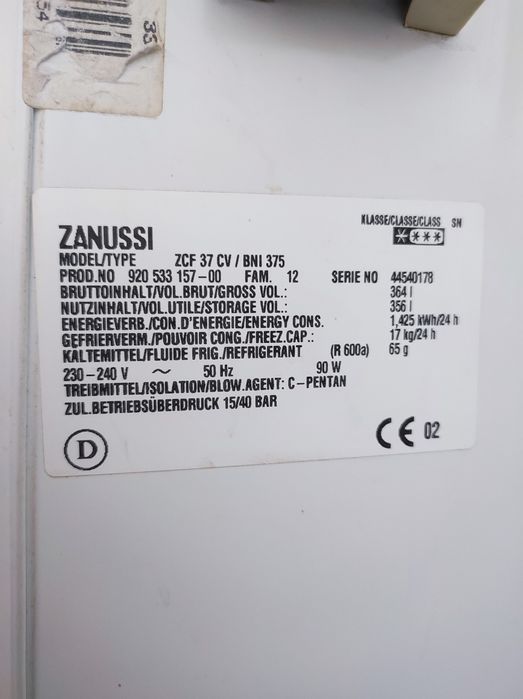 35
54
KLASSE/CLASSE/CLASS SN
ZANUSSI
MODEL/TYPE ZCF 37 CV / BNI 375
PROD.NO 920 533 157-00 FAM. 12 SERIE NO 44540178
BRUTTOINHALT/VOL.BRUT/GROSS VOL.: 364 l
NUTZINHALT/VOL.UTILE/STORAGE VOL.: 356 l
ENERGIEVERB./CON.D'ENERGIE/ENERGY CONS. 1,425 kWh/24 h
GEFRIERVERM./POUVOIR CONG./FREEZ.CAP.: 17 kg/24 h
KALTEMITTEL/FLUIDE FRIG./REFRIGERANT (R 600a) 65 g
230-240 V ~ 50 Hz 90 W
TREIBMITTEL/ISOLATION/BLOW.AGENT: C-PENTAN
ZUL.BETRIEBSÜBERDRUCK 15/40 BAR
D
CE 02